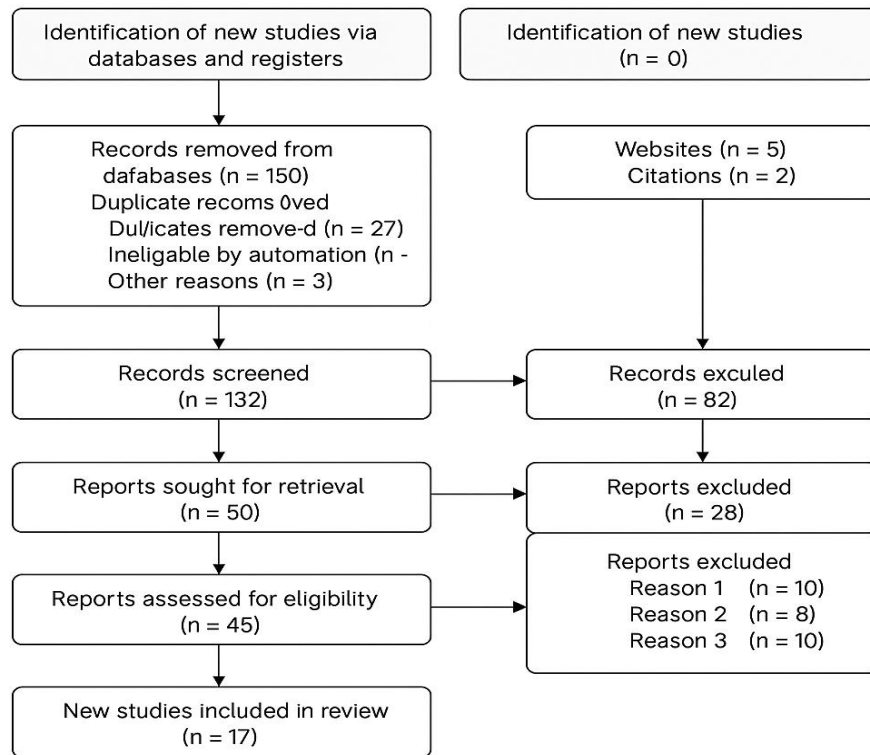 Identification of new studies via
databases and registers
Identification of new studies
(n = 0)
Records removed from
dafabases (n = 150)
Duplicate recoms 0ved
Dul/icates remove-d (n = 27)
Ineligable by automation (n -
Other reasons (n = 3)
Websites (n = 5)
Citations (n = 2)
Records screened
(n = 132)
Records exculed
(n = 82)
Reports sought for retrieval
(n = 50)
Reports excluded
(n = 28)
Reports assessed for eligibility
(n = 45)
Reports excluded
Reason 1 (n = 10)
Reason 2 (n = 8)
Reason 3 (n = 10)
New studies included in review
(n = 17)